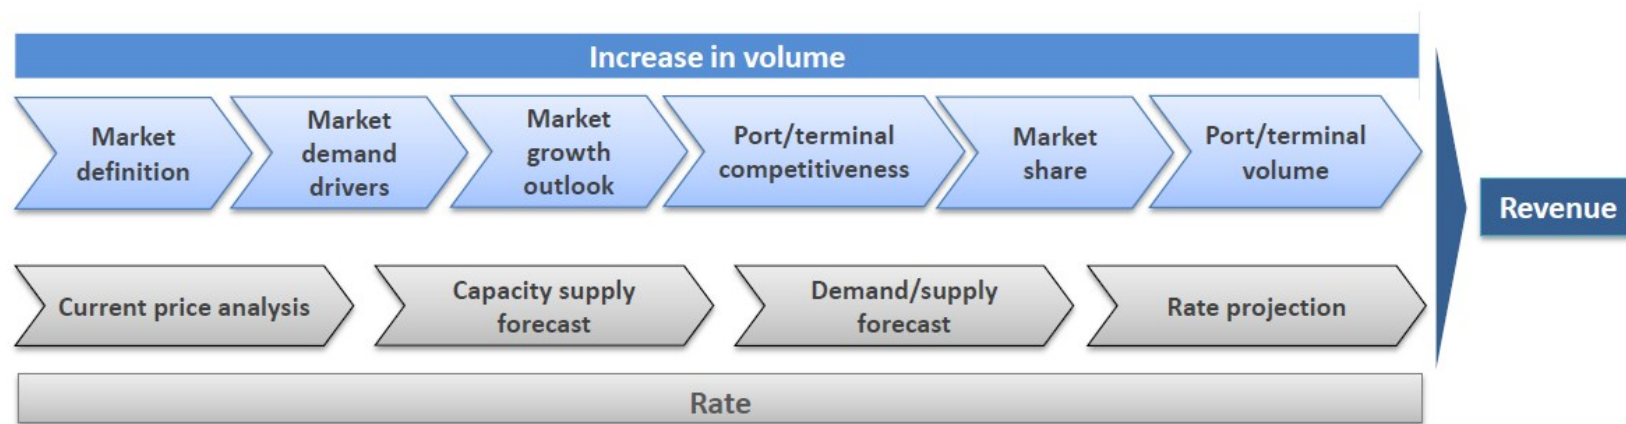 Increase in volume
Market
definition
Market
demand
drivers
Market
growth
outlook
Port/terminal
competitiveness
Market
share
Port/terminal
volume
Revenue
Current price analysis
Capacity supply
forecast
Demand/supply
forecast
Rate projection
Rate